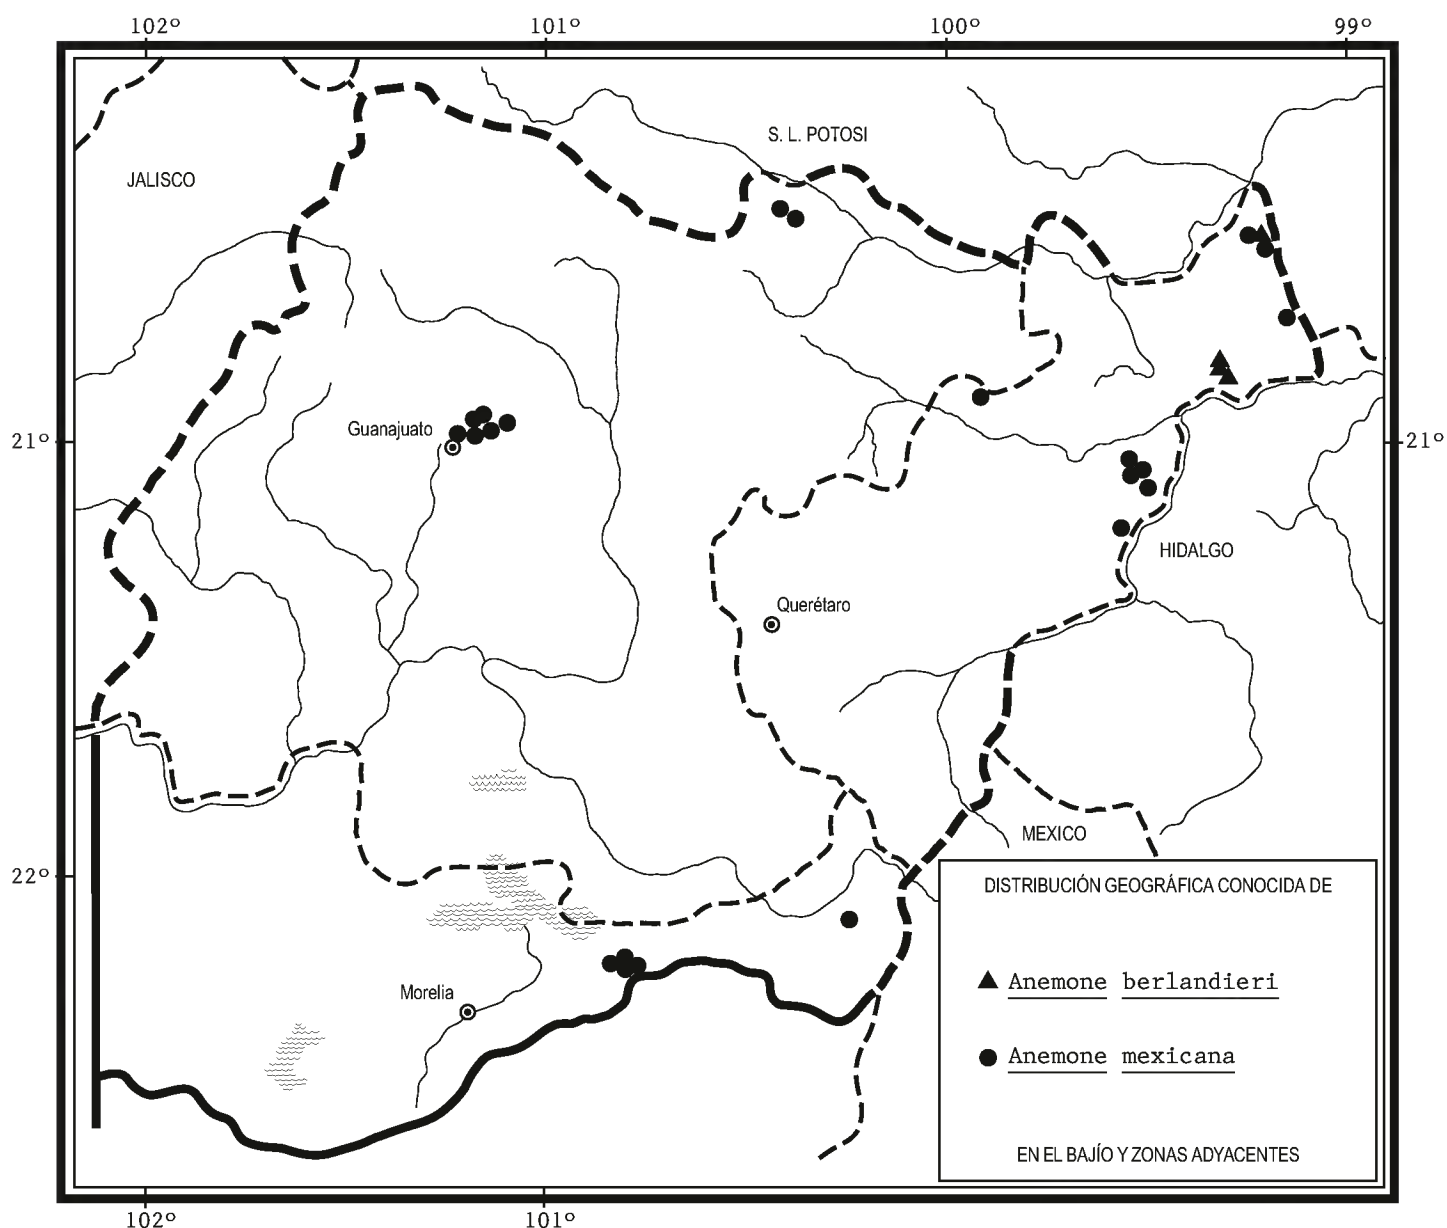 102º 101º 100º 99º
S. L. POTOSI
JALISCO
Guanajuato
21º 21º
HIDALGO
Querétaro
MEXICO
22º
DISTRIBUCIÓN GEOGRÁFICA CONOCIDA DE
Anemone berlandieri
Morelia
Anemone mexicana
EN EL BAJÍO Y ZONAS ADYACENTES
102º 101º